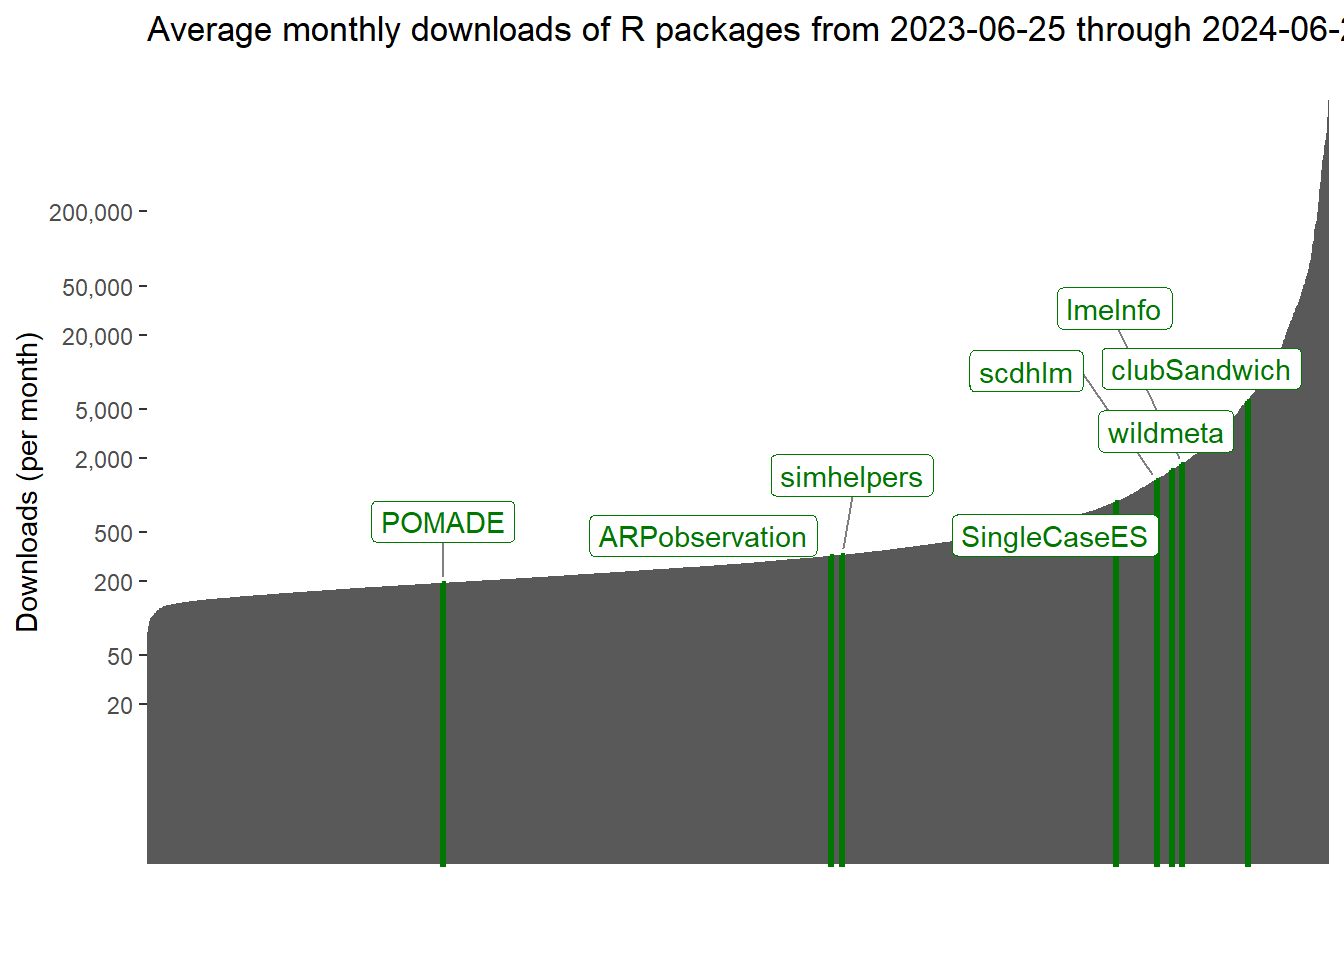 Average monthly downloads of R packages from 2023-06-25 through 2024-06-2
Downloads (per month)
200,000
50,000
20,000
5,000
2,000
500
200
50
20
lmeInfo
scdhlm
clubSandwich
wildmeta
simhelpers
POMADE
ARPobservation
SingleCaseES